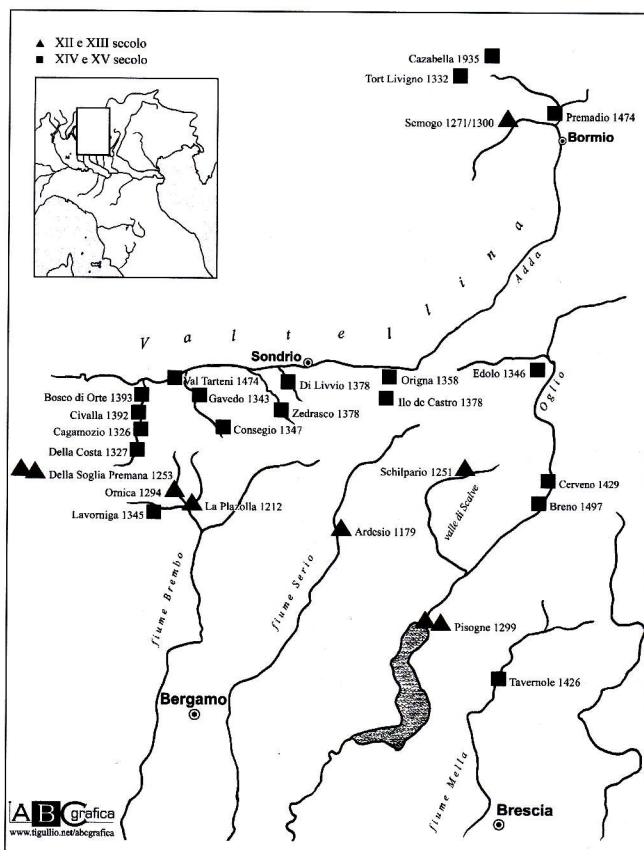 XII e XIII secolo
XIV e XV secolo
Cazabella 1935
Tort Livigno 1332
Semogo 1271/1300
Premadio 1474
Bormio
Adda
Valtellina
Sondrio
Val Tarteni 1474
Di Livvio 1378
Origna 1358
Edolo 1346
Oglio
Bosco di Orte 1393
Gavedo 1343
Ilo de Castro 1378
Civalla 1392
Zedrasco 1378
Cagamozio 1326
Consegio 1347
Della Costa 1327
Della Soglia Premana 1253
Schilpario 1251
Ornica 1294
La Plazolla 1212
Cerveno 1429
Lavorniga 1345
Breno 1497
valle di Scalve
Ardesio 1179
fiume Brembo
fiume Serio
Pisogne 1299
Tavernole 1426
Bergamo
fiume Mella
Brescia
ABC grafica
www.tigullio.net/abcgrafica